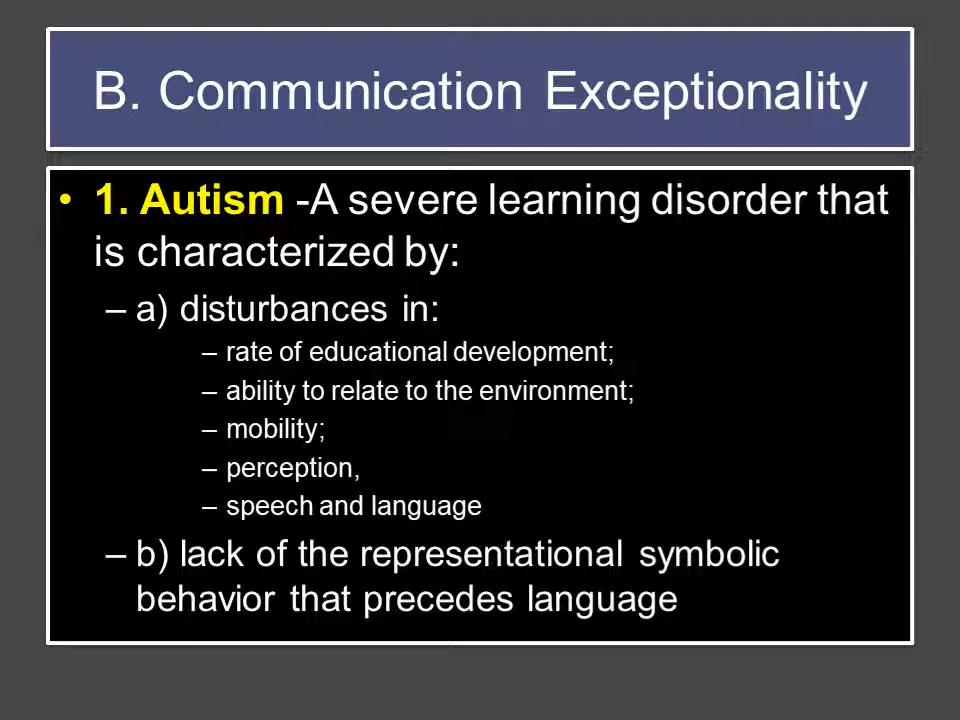 B. Communication Exceptionality
• 1. Autism -A severe learning disorder that
is characterized by:
– a) disturbances in:
– rate of educational development;
– ability to relate to the environment;
– mobility;
– perception,
– speech and language
– b) lack of the representational symbolic
behavior that precedes language